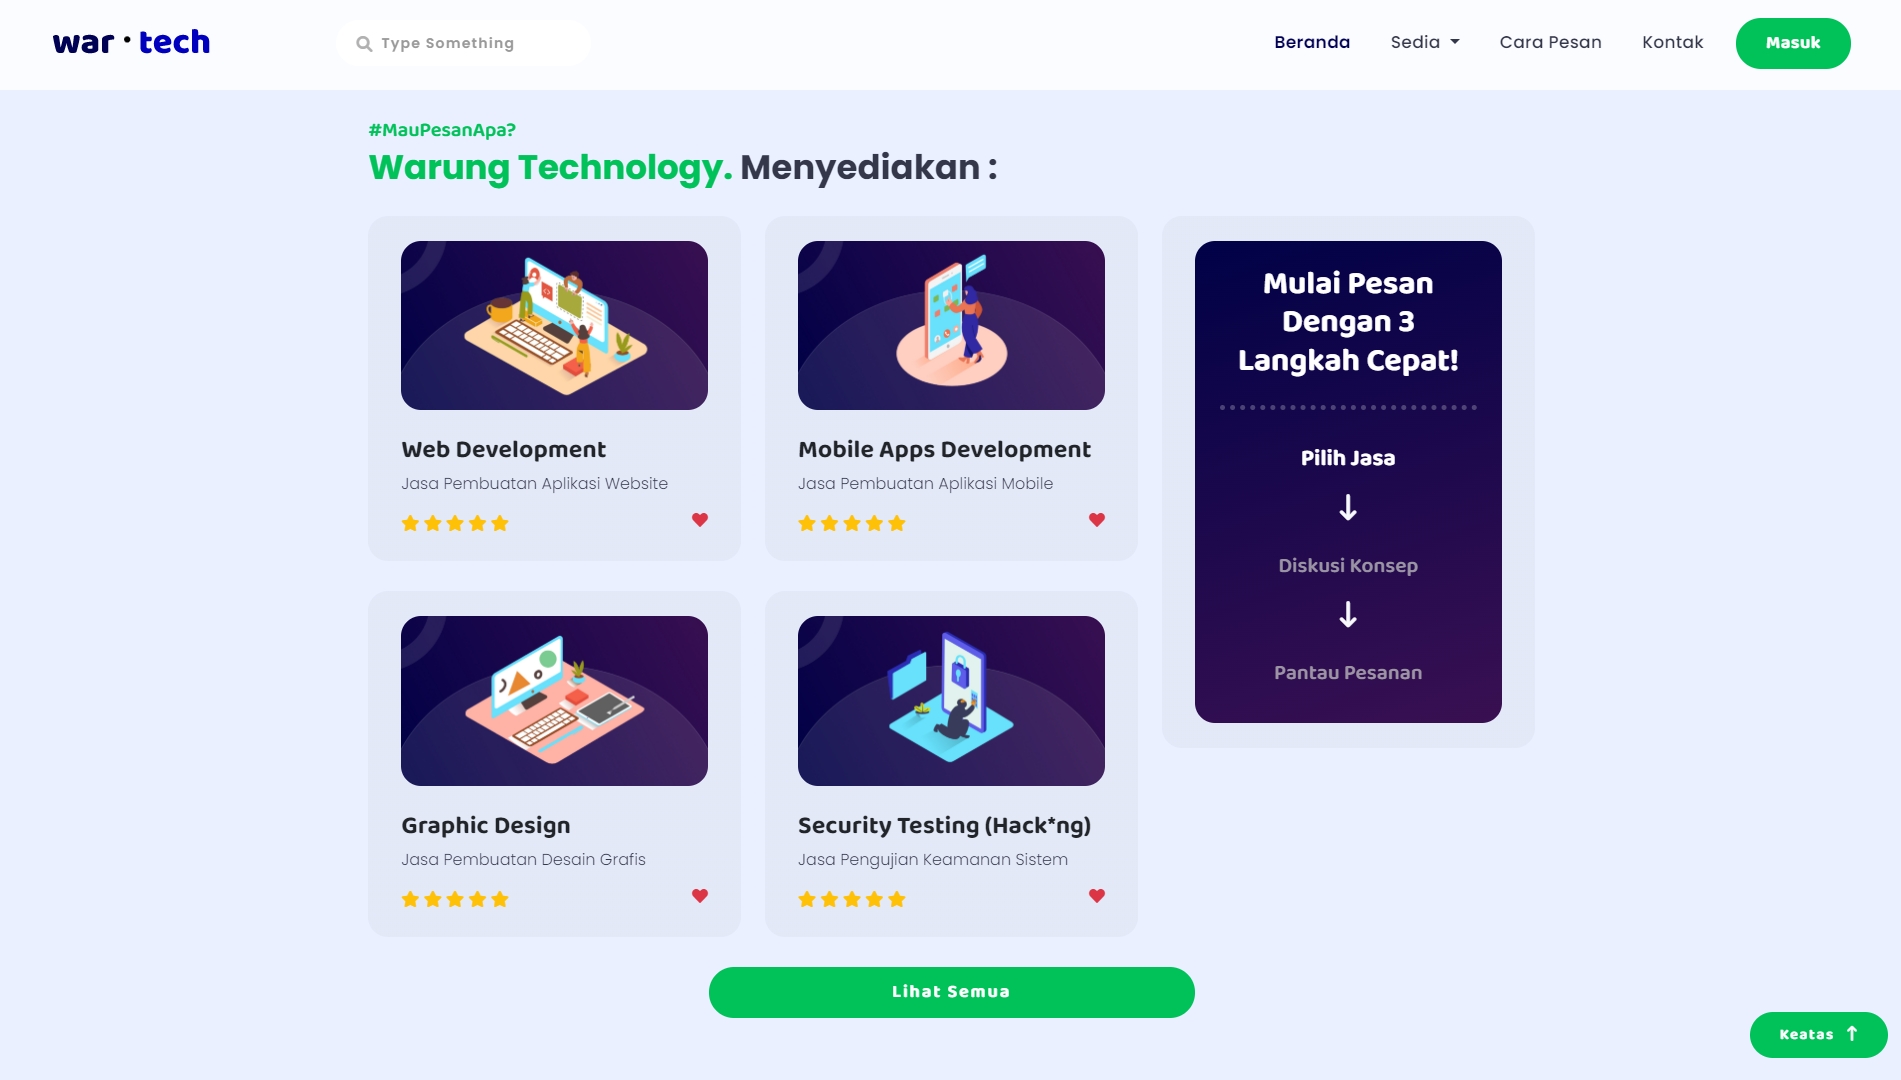 war · tech
Type Something
Beranda
Sedia
Cara Pesan
Kontak
Masuk
#MauPesanApa?
Warung Technology. Menyediakan :
Web Development
Jasa Pembuatan Aplikasi Website
Mobile Apps Development
Jasa Pembuatan Aplikasi Mobile
Mulai Pesan
Dengan 3
Langkah Cepat!
Pilih Jasa
Diskusi Konsep
Pantau Pesanan
Graphic Design
Jasa Pembuatan Desain Grafis
Security Testing (Hack*ng)
Jasa Pengujian Keamanan Sistem
Lihat Semua
Keatas ↑